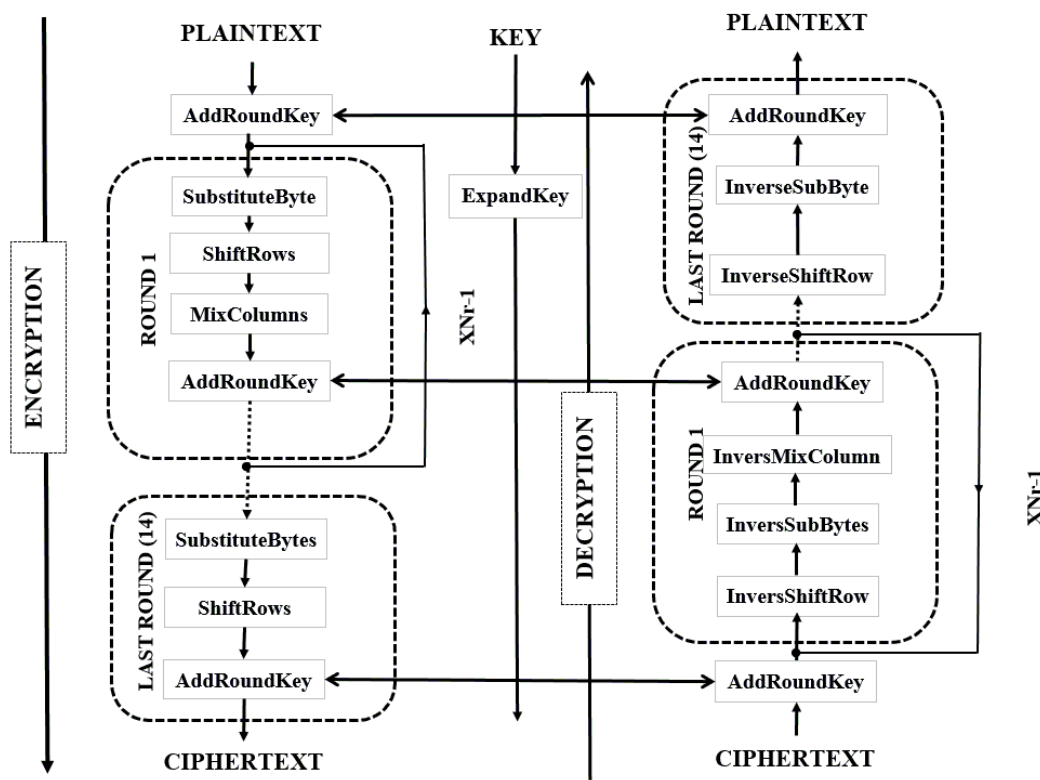 PLAINTEXT
AddRoundKey
SubstituteByte
ShiftRows
MixColumns
AddRoundKey
ROUND 1
XNr-1
SubstituteBytes
ShiftRows
AddRoundKey
LAST ROUND (14)
CIPHERTEXT
ENCRYPTION
KEY
ExpandKey
DECRYPTION
PLAINTEXT
AddRoundKey
InverseSubByte
InverseShiftRow
LAST ROUND (14)
AddRoundKey
InversMixColumn
InversSubBytes
InversShiftRow
ROUND 1
XNr-1
AddRoundKey
CIPHERTEXT